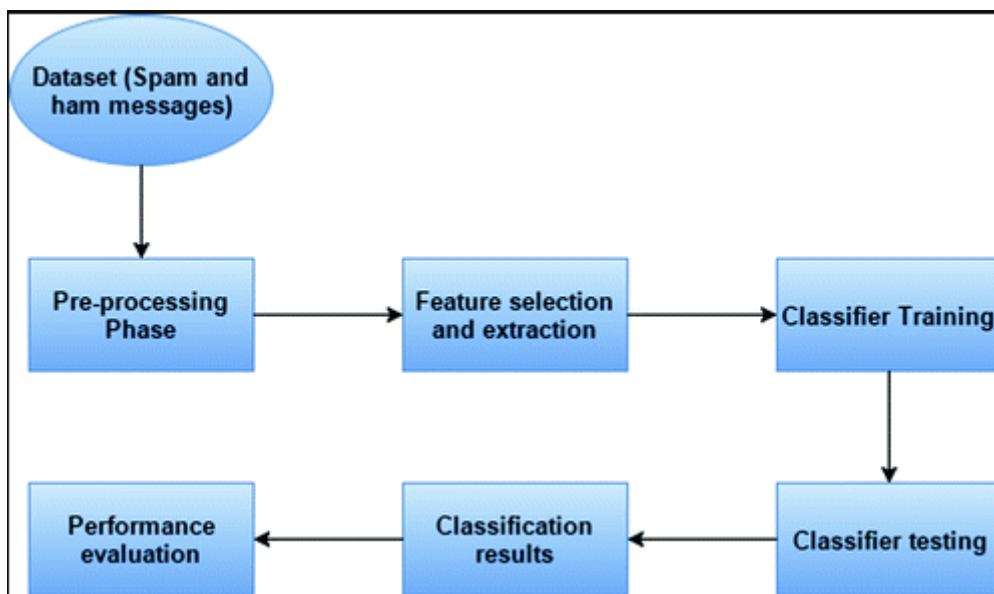 Dataset (Spam and
ham messages)
Pre-processing
Phase
Feature selection
and extraction
Classifier Training
Classifier testing
Classification
results
Performance
evaluation